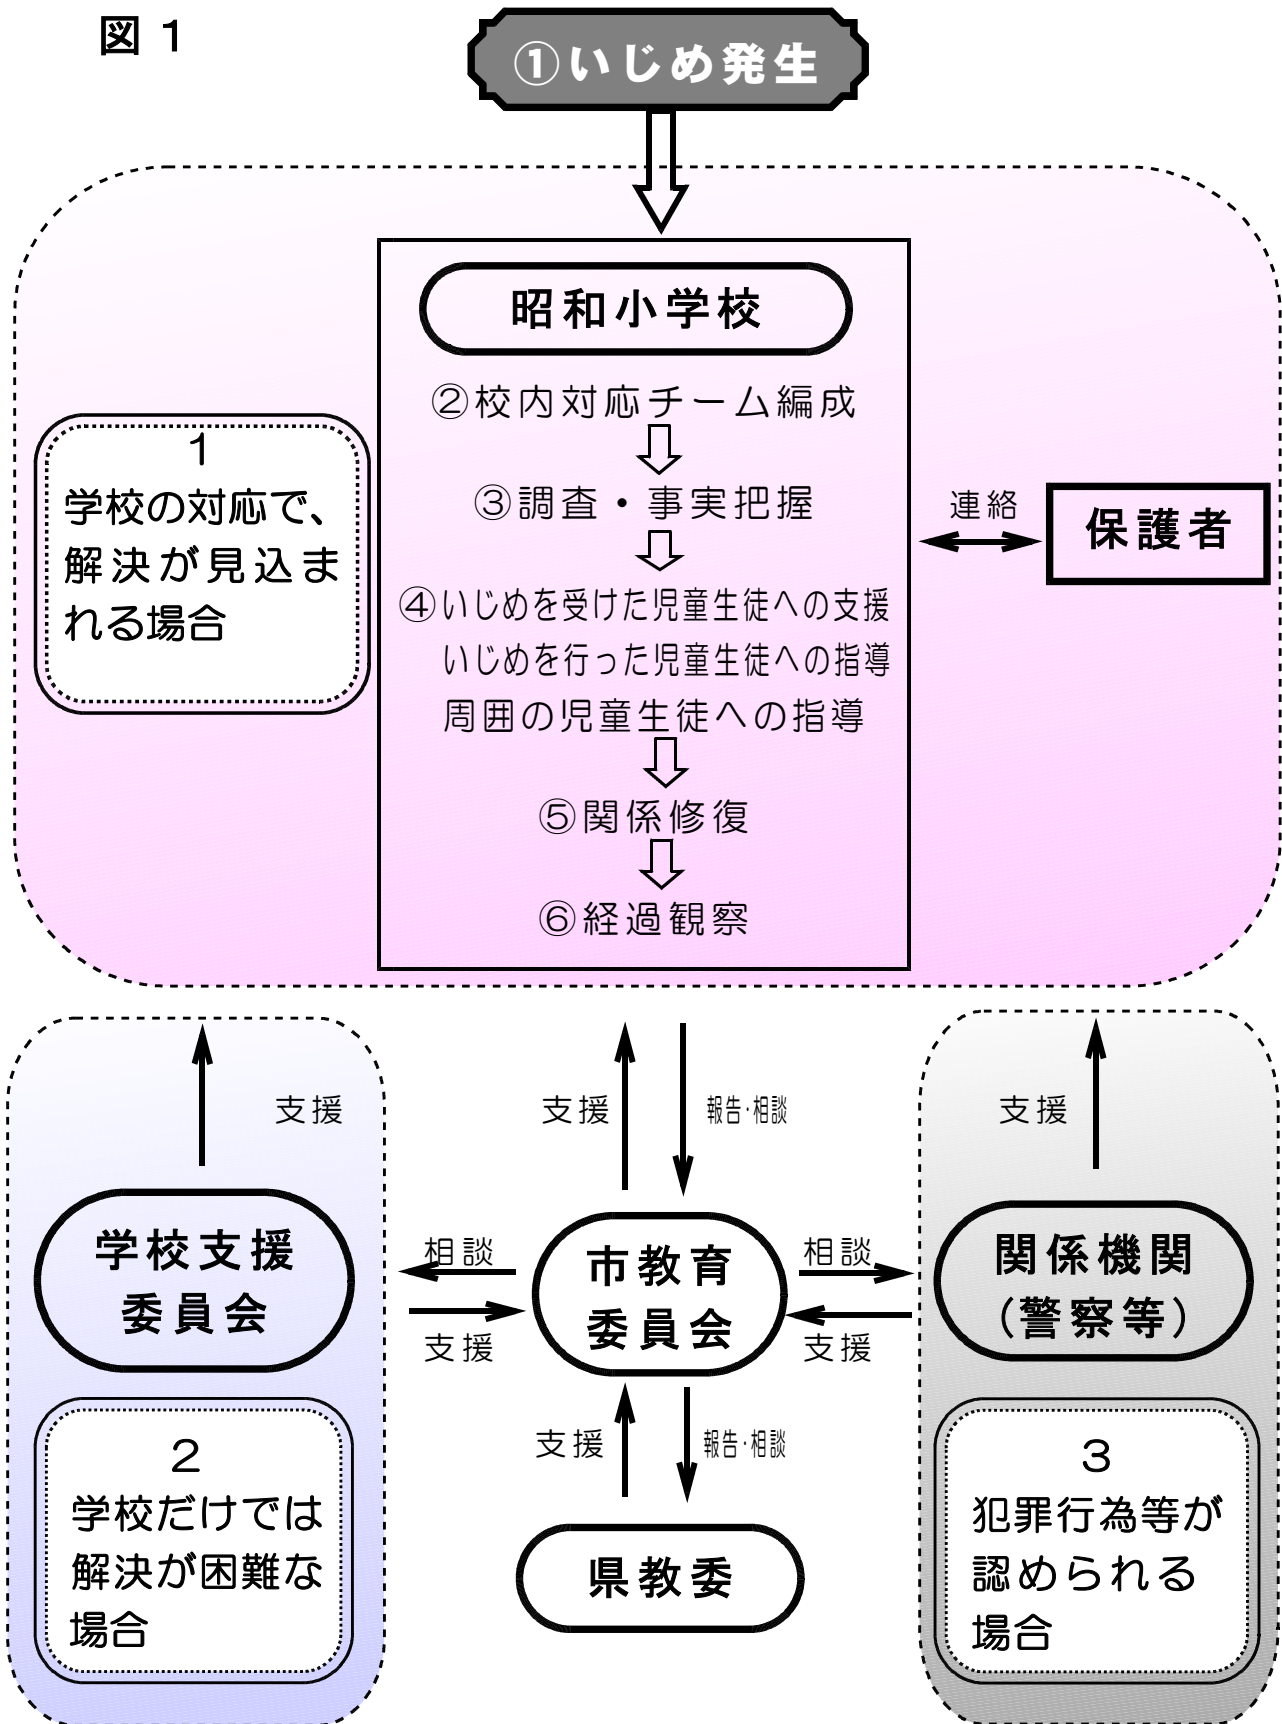 図 1
①いじめ発生
昭和小学校
②校内対応チーム編成
③調査・事実把握
④いじめを受けた児童生徒への支援
いじめを行った児童生徒への指導
周囲の児童生徒への指導
⑤関係修復
⑥経過観察
1
学校の対応で、
解決が見込ま
れる場合
連絡
保護者
支援
支援
報告・相談
支援
学校支援
委員会
相談
支援
市教育
委員会
相談
支援
関係機関
(警察等)
支援
報告・相談
県教委
2
学校だけでは
解決が困難な
場合
3
犯罪行為等が
認められる
場合